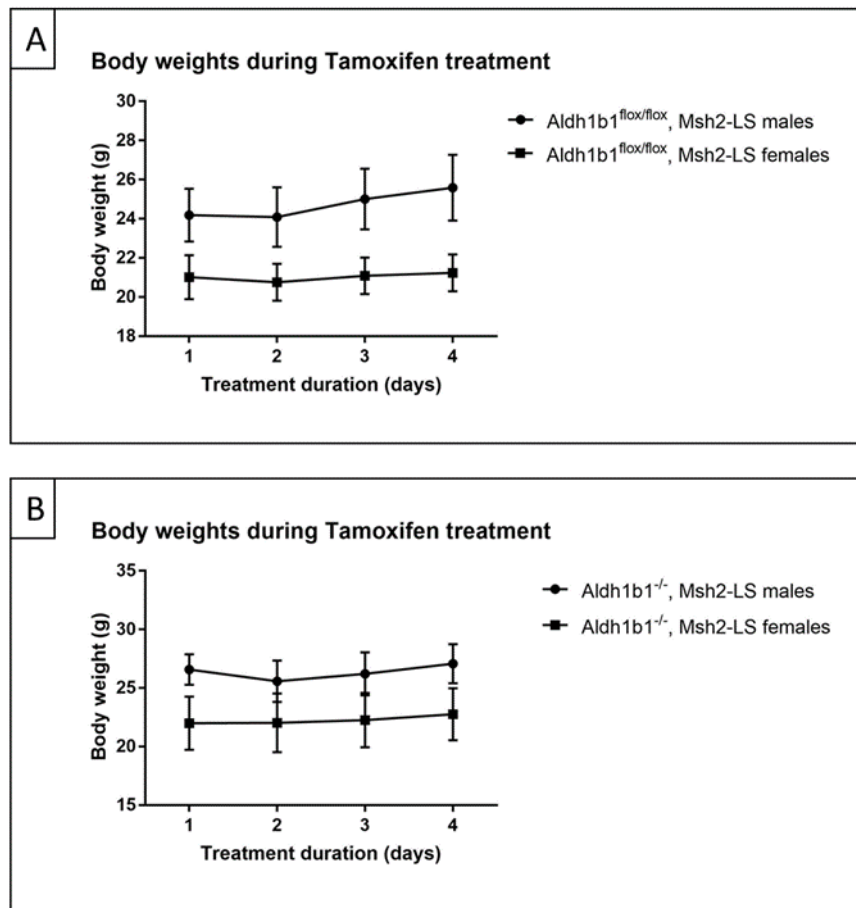 A
Body weights during Tamoxifen treatment
30
28
26
24
22
20
18
Body weight (g)
1 2 3 4
Treatment duration (days)
Aldh1b1flox/flox, Msh2-LS males
Aldh1b1flox/flox, Msh2-LS females
B
Body weights during Tamoxifen treatment
35
30
25
20
15
Body weight (g)
1 2 3 4
Treatment duration (days)
Aldh1b1-/-, Msh2-LS males
Aldh1b1-/-, Msh2-LS females